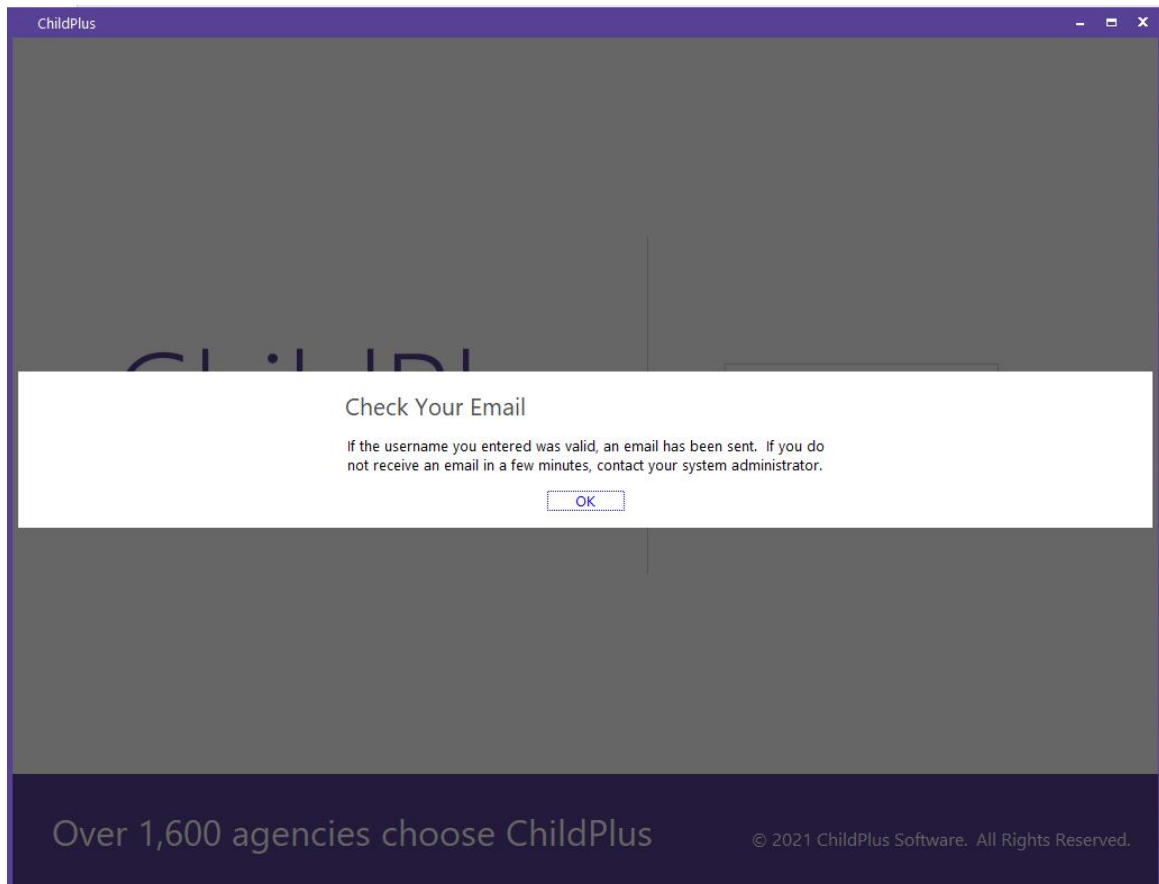 ChildPlus
Check Your Email
If the username you entered was valid, an email has been sent.  If you do
not receive an email in a few minutes, contact your system administrator.
OK
Over 1,600 agencies choose ChildPlus
© 2021 ChildPlus Software.  All Rights Reserved.